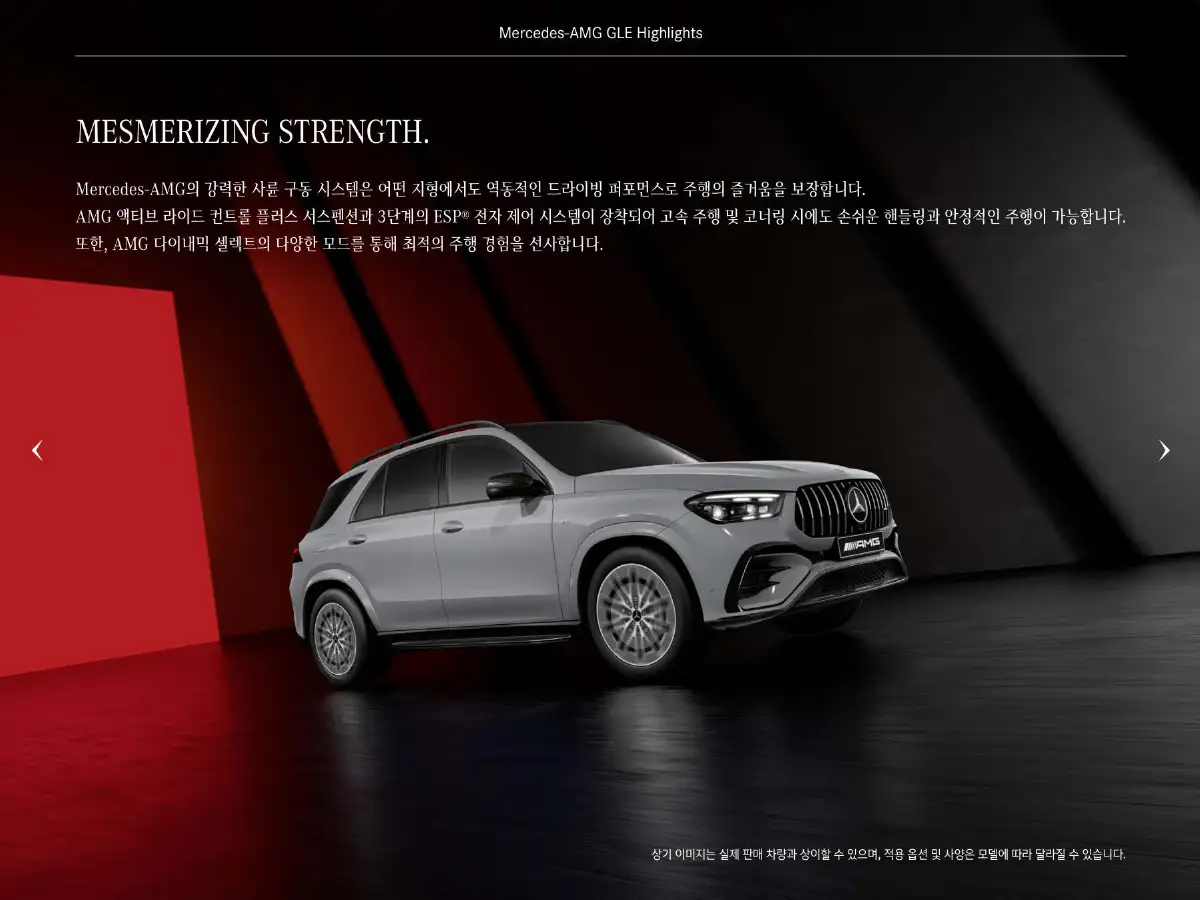 Mercedes-AMG GLE Highlights
MESMERIZING STRENGTH.
Mercedes-AMG의 강력한 사륜 구동 시스템은 어떤 지형에서도 역동적인 드라이빙 퍼포먼스로 주행의 즐거움을 보장합니다.
AMG 액티브 라이드 컨트롤 플러스 서스펜션과 3단계의 ESP® 전자 제어 시스템이 장착되어 고속 주행 및 코너링 시에도 손쉬운 핸들링과 안정적인 주행이 가능합니다.
또한, AMG 다이내믹 셀렉트의 다양한 모드를 통해 최적의 주행 경험을 선사합니다.
AMG
상기 이미지는 실제 판매 차량과 상이할 수 있으며, 적용 옵션 및 사양은 모델에 따라 달라질 수 있습니다.